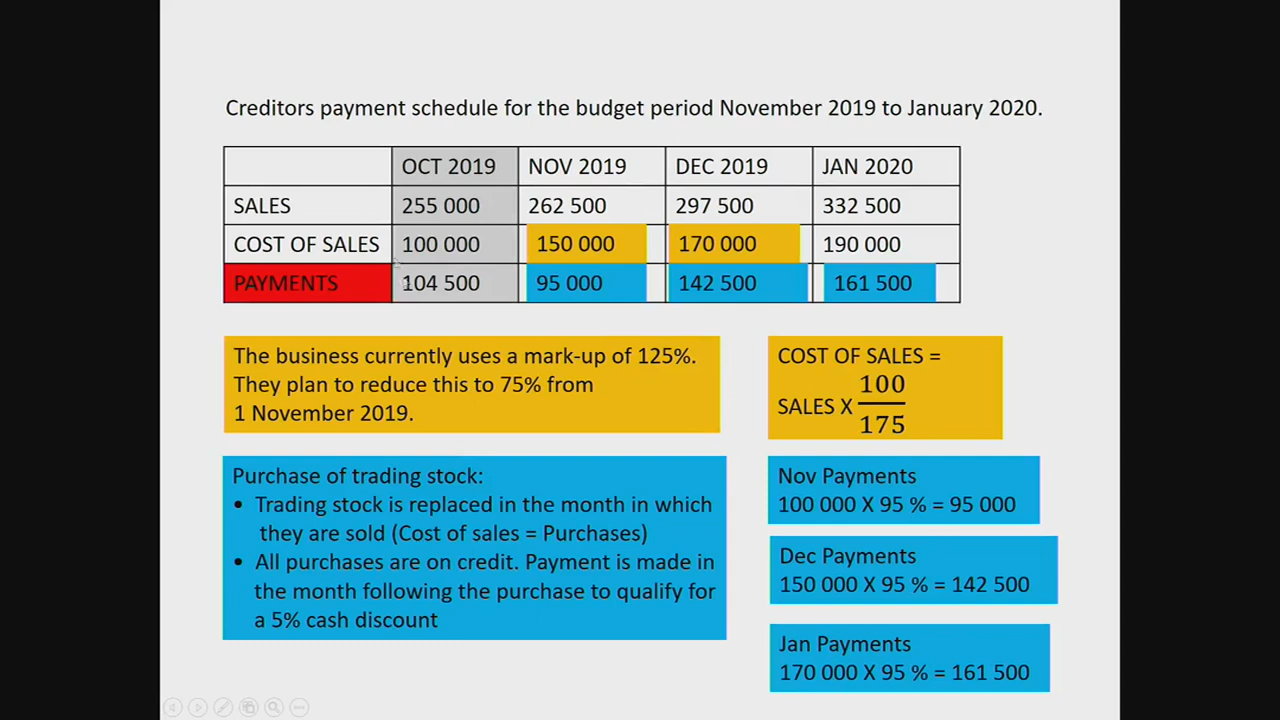 Creditors payment schedule for the budget period November 2019 to January 2020.
OCT 2019 NOV 2019 DEC 2019 JAN 2020
SALES 255 000 262 500 297 500 332 500
COST OF SALES 100 000 150 000 170 000 190 000
PAYMENTS 104 500 95 000 142 500 161 500
The business currently uses a mark-up of 125%.
They plan to reduce this to 75% from
1 November 2019.
COST OF SALES =
SALES X 100
175
Purchase of trading stock:
• Trading stock is replaced in the month in which
they are sold (Cost of sales = Purchases)
• All purchases are on credit. Payment is made in
the month following the purchase to qualify for
a 5% cash discount
Nov Payments
100 000 X 95 % = 95 000
Dec Payments
150 000 X 95 % = 142 500
Jan Payments
170 000 X 95 % = 161 500